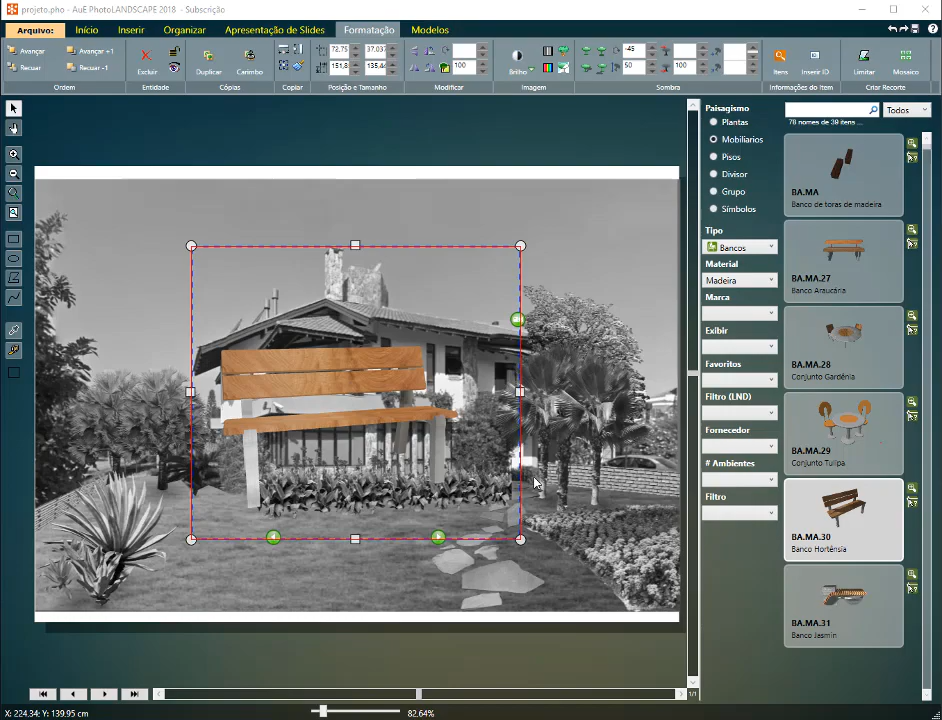 projeto.pho - AuE PhotoLANDSCAPE 2018 - Subscrição
Arquivo: Início Inserir Organizar Apresentação de Slides Formatação Modelos
Avançar Avançar +1
Recuar Recuar -1
Excluir Duplicar Carimbo
72,75 37,037
151,8 135,4
100
Brilho
-45
50 100
Itens Inserir ID Limitar Mosaico
Ordem Entidade Cópias Copiar Posição e Tamanho Modificar Imagem Sombra Informações do Item Criar Recorte
Paisagismo
Plantas
Mobiliarios
Pisos
Divisor
Grupo
Símbolos
Tipo
Bancos
Material
Madeira
Marca
Exibir
Favoritos
Filtro (LND)
Fornecedor
# Ambientes
Filtro
Todos
78 nomes de 39 itens ...
BA.MA
Banco de toras de madeira
BA.MA.27
Banco Araucária
BA.MA.28
Conjunto Gardênia
BA.MA.29
Conjunto Tulipa
BA.MA.30
Banco Hortênsia
BA.MA.31
Banco Jasmin
1/1
X: 224.34; Y: 139.95 cm
82.64%